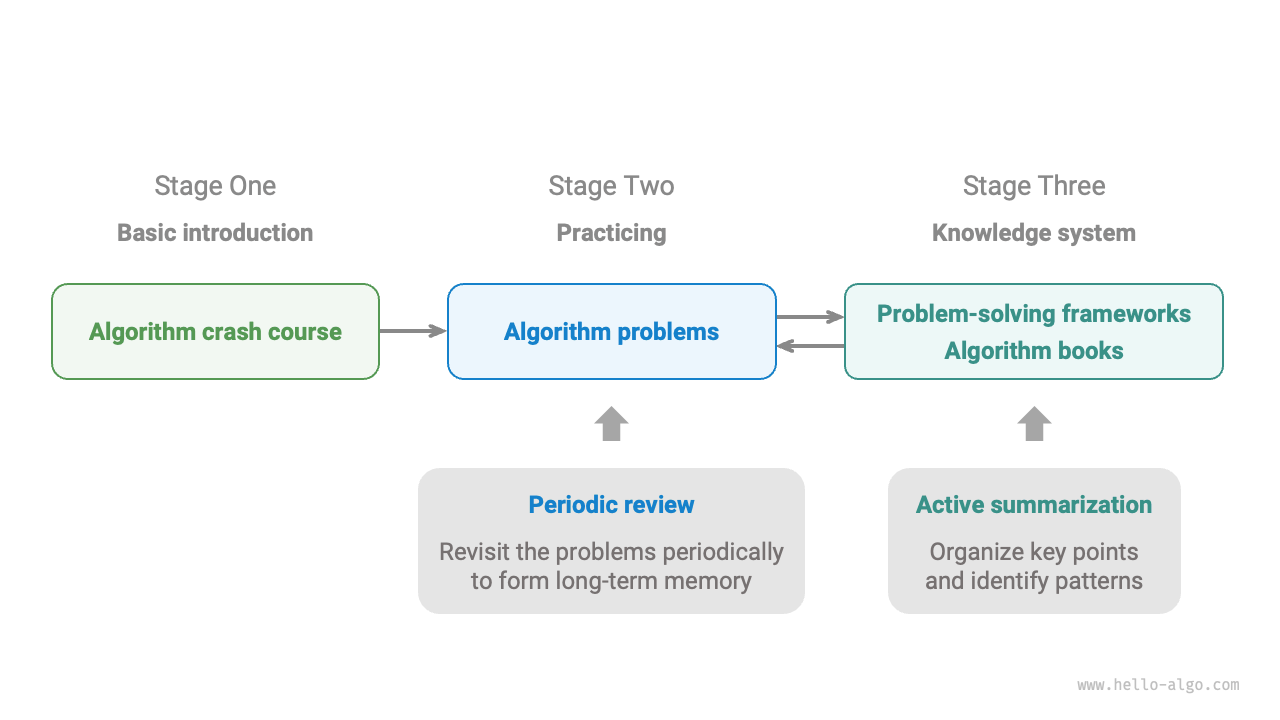 Stage One
Basic introduction
Algorithm crash course
Stage Two
Practicing
Algorithm problems
Periodic review
Revisit the problems periodically
to form long-term memory
Stage Three
Knowledge system
Problem-solving frameworks
Algorithm books
Active summarization
Organize key points
and identify patterns
www.hello-algo.com